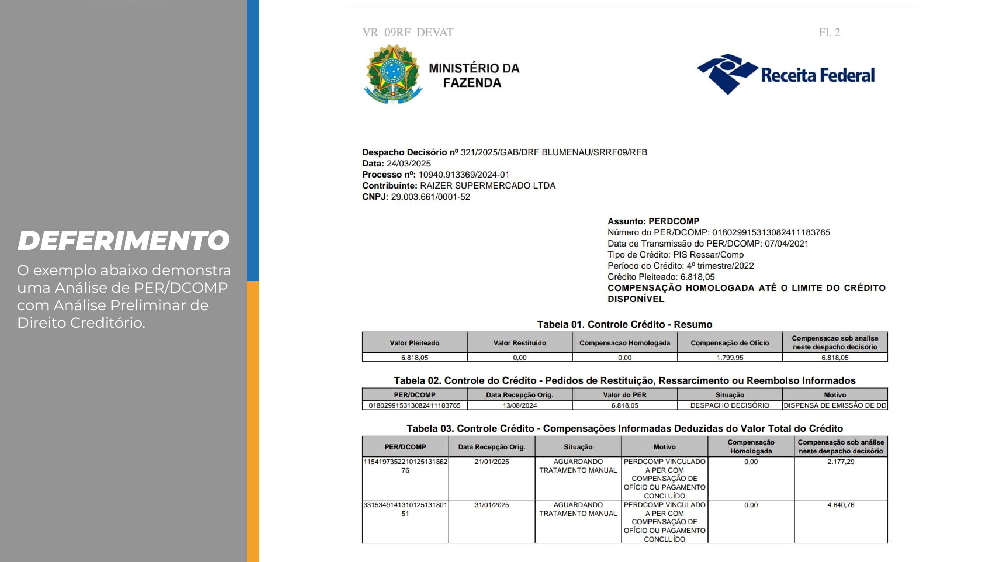 DEFERIMENTO
O exemplo abaixo demonstra
uma Análise de PER/DCOMP
com Análise Preliminar de
Direito Creditório.
VR 09RF DEVAT
Fl. 2
MINISTÉRIO DA
FAZENDA
Receita Federal
Despacho Decisório nº 321/2025/GAB/DRF BLUMENAU/SRRF09/RFB
Data: 24/03/2025
Processo nº: 10940.913369/2024-01
Contribuinte: RAIZER SUPERMERCADO LTDA
CNPJ: 29.003.661/0001-52
Assunto: PERDCOMP
Número do PER/DCOMP: 018029915313082411183765
Data de Transmissão do PER/DCOMP: 07/04/2021
Tipo de Crédito: PIS Ressar/Comp
Período do Crédito: 4º trimestre/2022
Crédito Pleiteado: 6.818,05
COMPENSAÇÃO HOMOLOGADA ATÉ O LIMITE DO CRÉDITO
DISPONÍVEL
Tabela 01. Controle Crédito - Resumo
Valor Pleiteado Valor Restituido Compensacao Homologada Compensação de Ofício Compensacao sob analise neste despacho decisorio
6.818,05 0,00 0,00 1.799,95 6.818,05
Tabela 02. Controle do Crédito - Pedidos de Restituição, Ressarcimento ou Reembolso Informados
PER/DCOMP Data Recepção Orig. Valor do PER Situação Motivo
018029915313082411183765 13/08/2024 6.818,05 DESPACHO DECISÓRIO DISPENSA DE EMISSÃO DE DD
Tabela 03. Controle Crédito - Compensações Informadas Deduzidas do Valor Total do Crédito
PER/DCOMP Data Recepção Orig. Situação Motivo Compensação Homologada Compensação sob análise neste despacho decisório
1154197352210125131862 21/01/2025 AGUARDANDO PERDCOMP VINCULADO 0,00 2.177,29
76 TRATAMENTO MANUAL A PER COM
COMPENSAÇÃO DE
OFÍCIO OU PAGAMENTO
CONCLUÍDO
3315349141310125131801 31/01/2025 AGUARDANDO PERDCOMP VINCULADO 0,00 4.640,76
51 TRATAMENTO MANUAL A PER COM
COMPENSAÇÃO DE
OFÍCIO OU PAGAMENTO
CONCLUÍDO